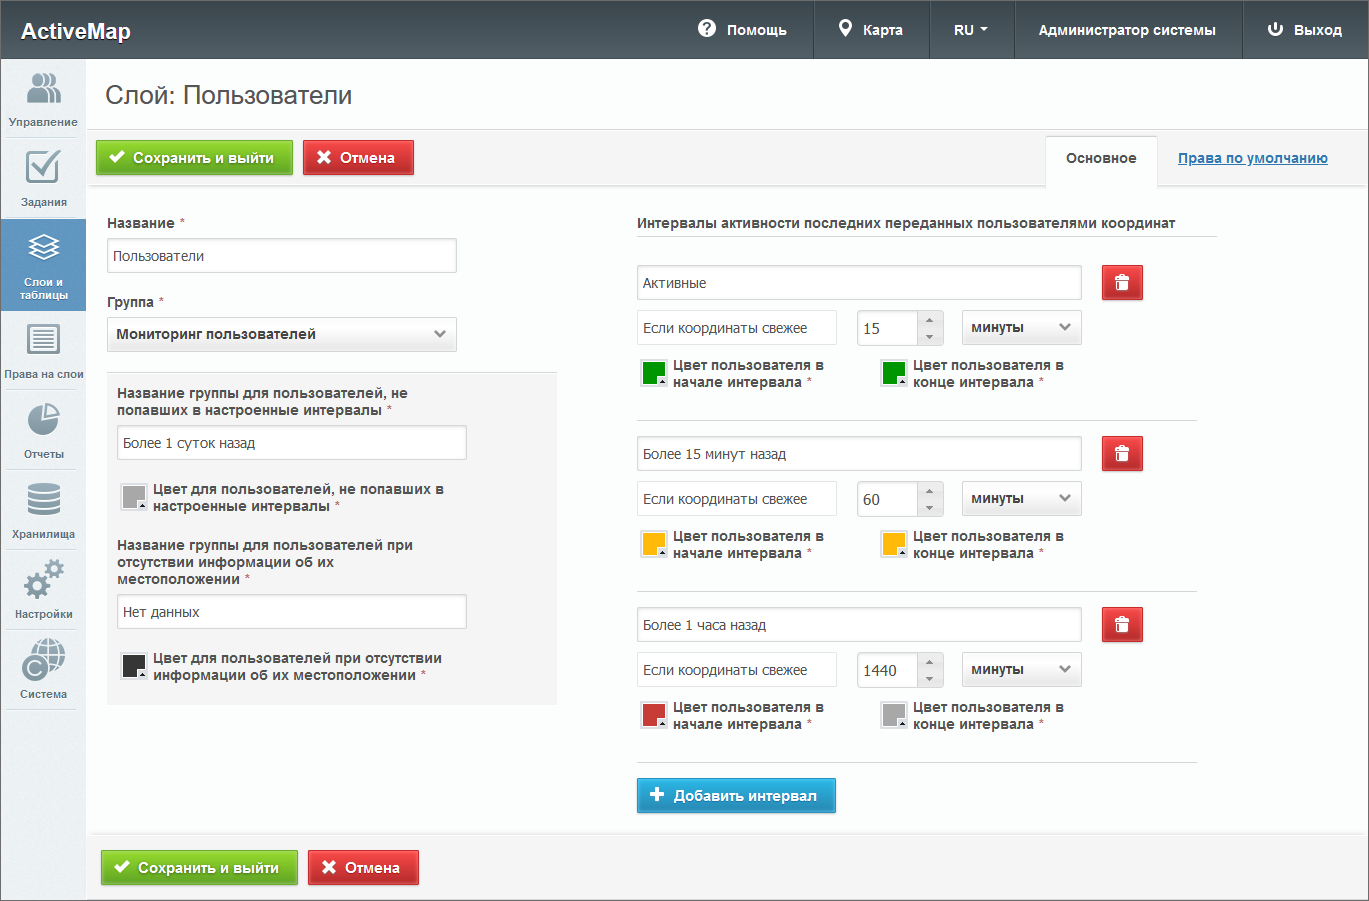 ActiveMap
Помощь
Карта
RU
Администратор системы
Выход
Управление
Задания
Слои и
таблицы
Права на слои
Отчеты
Хранилища
Настройки
Система
Слой: Пользователи
Сохранить и выйти
Отмена
Основное
Права по умолчанию
Название *
Пользователи
Группа *
Мониторинг пользователей
Название группы для пользователей, не
попавших в настроенные интервалы *
Более 1 суток назад
Цвет для пользователей, не попавших в
настроенные интервалы *
Название группы для пользователей при
отсутствии информации об их
местоположении *
Нет данных
Цвет для пользователей при отсутствии
информации об их местоположении *
Интервалы активности последних переданных пользователями координат
Активные
Если координаты свежее
15
минуты
Цвет пользователя в
начале интервала *
Цвет пользователя в
конце интервала *
Более 15 минут назад
Если координаты свежее
60
минуты
Цвет пользователя в
начале интервала *
Цвет пользователя в
конце интервала *
Более 1 часа назад
Если координаты свежее
1440
минуты
Цвет пользователя в
начале интервала *
Цвет пользователя в
конце интервала *
Добавить интервал
Сохранить и выйти
Отмена